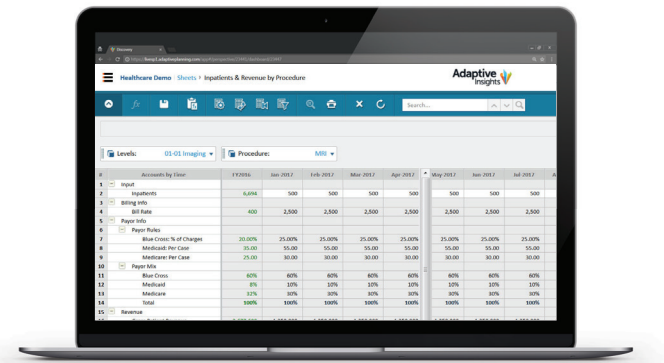 Discovery
Healthcare Demo Sheets > Inpatients & Revenue by Procedure
Adaptive
Insights
fx Search...
Levels: 01-01 Imaging Procedure: MRI
# Accounts by Time FY2016 Jan-2017 Feb-2017 Mar-2017 Apr-2017 May-2017 Jun-2017 Jul-2017 A
1 Input
2 Inpatients 6,694 500 500 500 500 500 500 500
3 Billing Info
4 Bill Rate 400 2,500 2,500 2,500 2,500 2,500 2,500 2,500
5 Payor Info
6 Payor Rules
7 Blue Cross: % of Charges 20.00% 25.00% 25.00% 25.00% 25.00% 25.00% 25.00% 25.00%
8 Medicaid: Per Case 35.00 55.00 55.00 55.00 55.00 55.00 55.00 55.00
9 Medicare: Per Case 25.00 30.00 30.00 30.00 30.00 30.00 30.00 30.00
10 Payor Mix
11 Blue Cross 60% 60% 60% 60% 60% 60% 60% 60%
12 Medicaid 8% 10% 10% 10% 10% 10% 10% 10%
13 Medicare 32% 30% 30% 30% 30% 30% 30% 30%
14 Total 100% 100% 100% 100% 100% 100% 100% 100%
15 Revenue